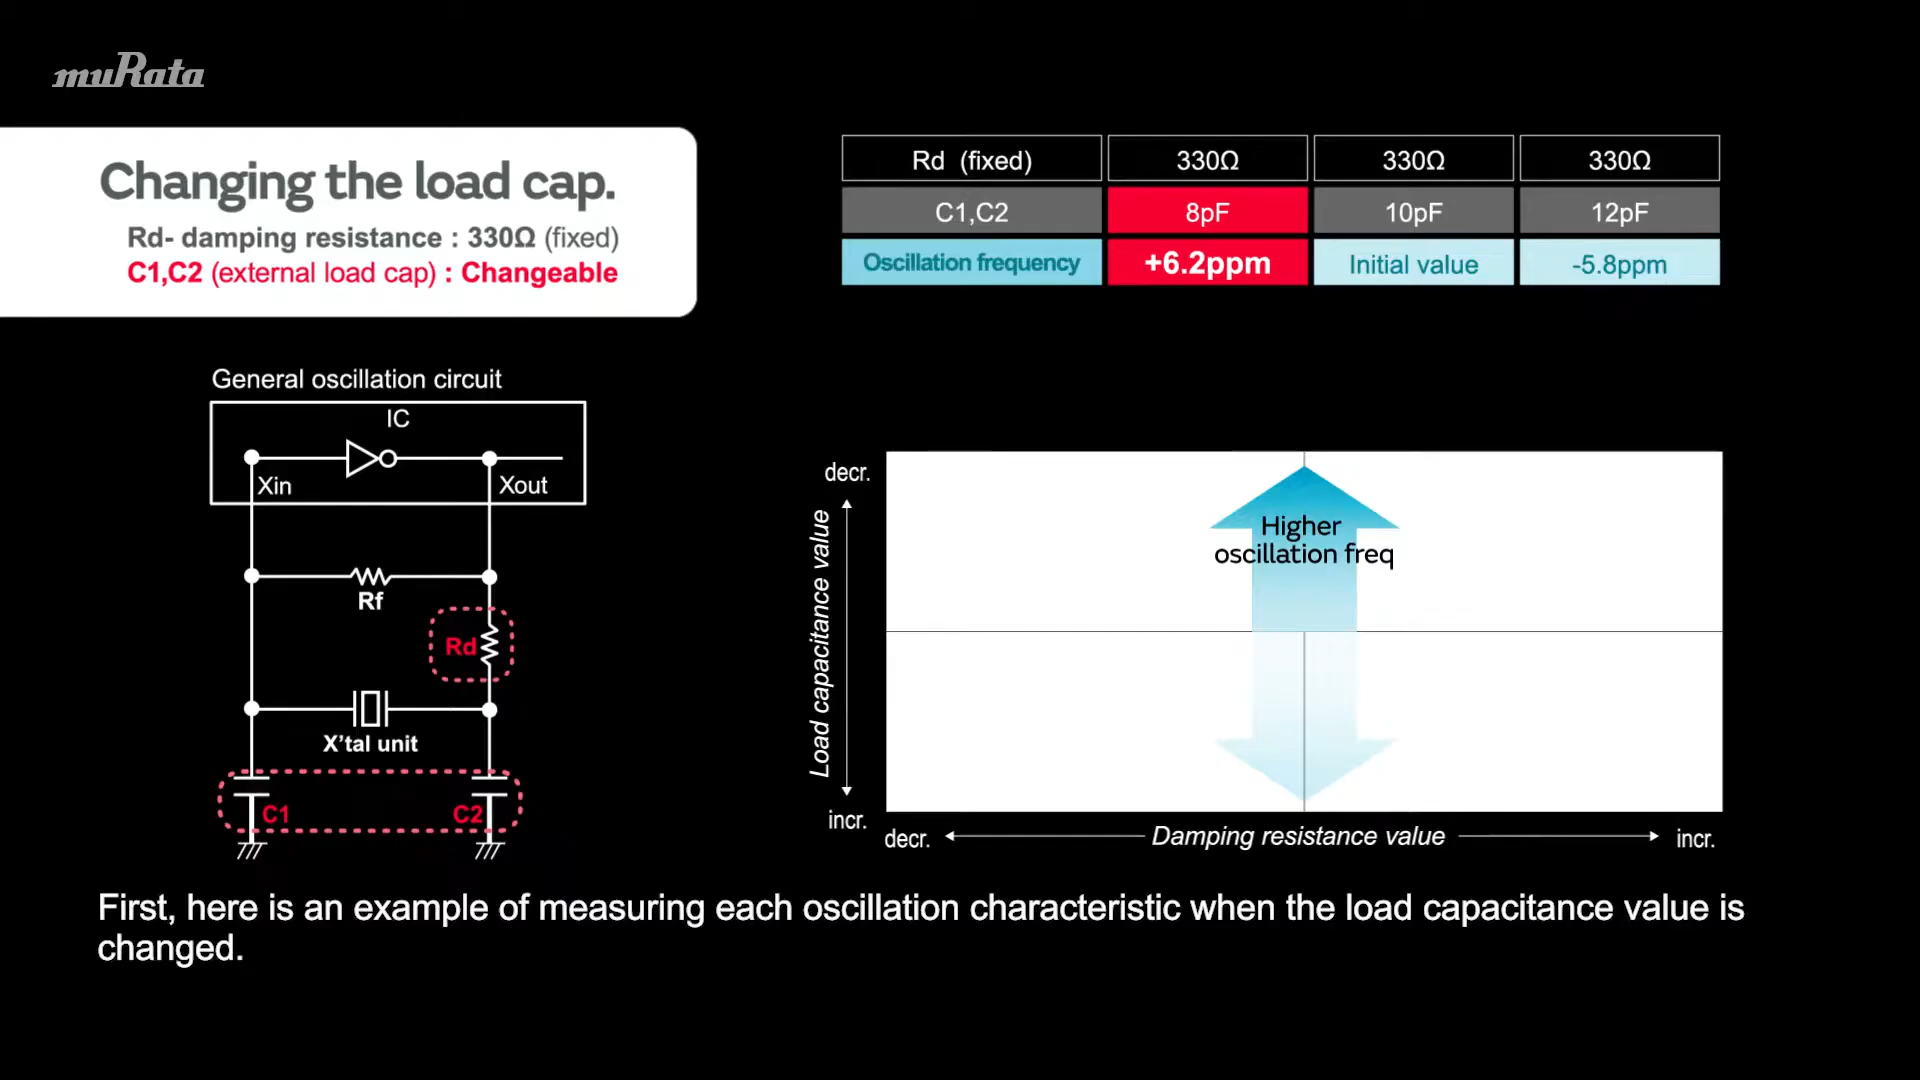 muRata
Changing the load cap.
Rd- damping resistance : 330Ω (fixed)
C1,C2 (external load cap) : Changeable
Rd (fixed) 330Ω 330Ω 330Ω
C1,C2 8pF 10pF 12pF
Oscillation frequency +6.2ppm Initial value -5.8ppm
General oscillation circuit
IC
Xin Xout
Rf
Rd
X'tal unit
C1 C2
decr.
Load capacitance value
incr.
Higher
oscillation freq
decr. Damping resistance value incr.
First, here is an example of measuring each oscillation characteristic when the load capacitance value is
changed.